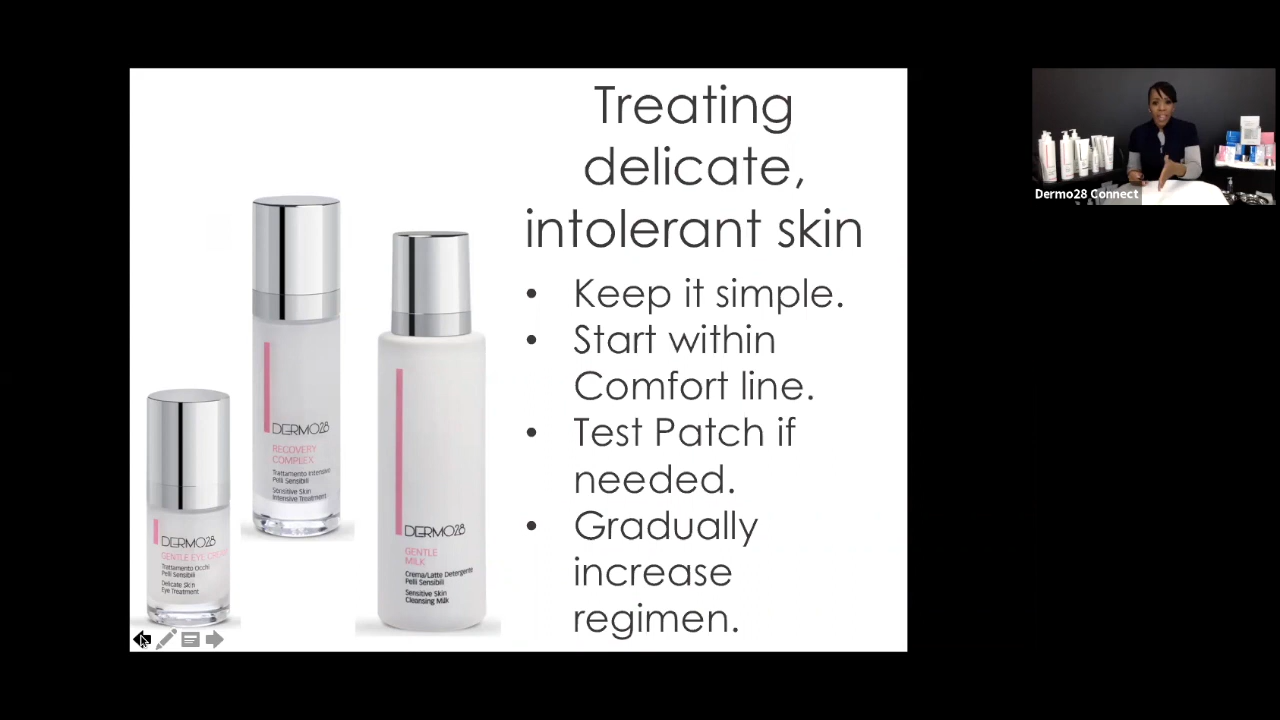 Treating
delicate,
intolerant skin
• Keep it simple.
• Start within
Comfort line.
• Test Patch if
needed.
• Gradually
increase
regimen.
DERMO28
RECOVERY
COMPLEX
Trattamento Intensivo
Pelli Sensibili
Sensitive Skin
Intensive Treatment
DERMO28
GENTLE
MILK
Crema/Latte Detergente
Pelli Sensibili
Sensitive Skin
Cleansing Milk
DERMO28
GENTLE EYE CREAM
Trattamento Occhi
Pelli Sensibili
Delicate Skin
Eye Treatment
Dermo28 Connect